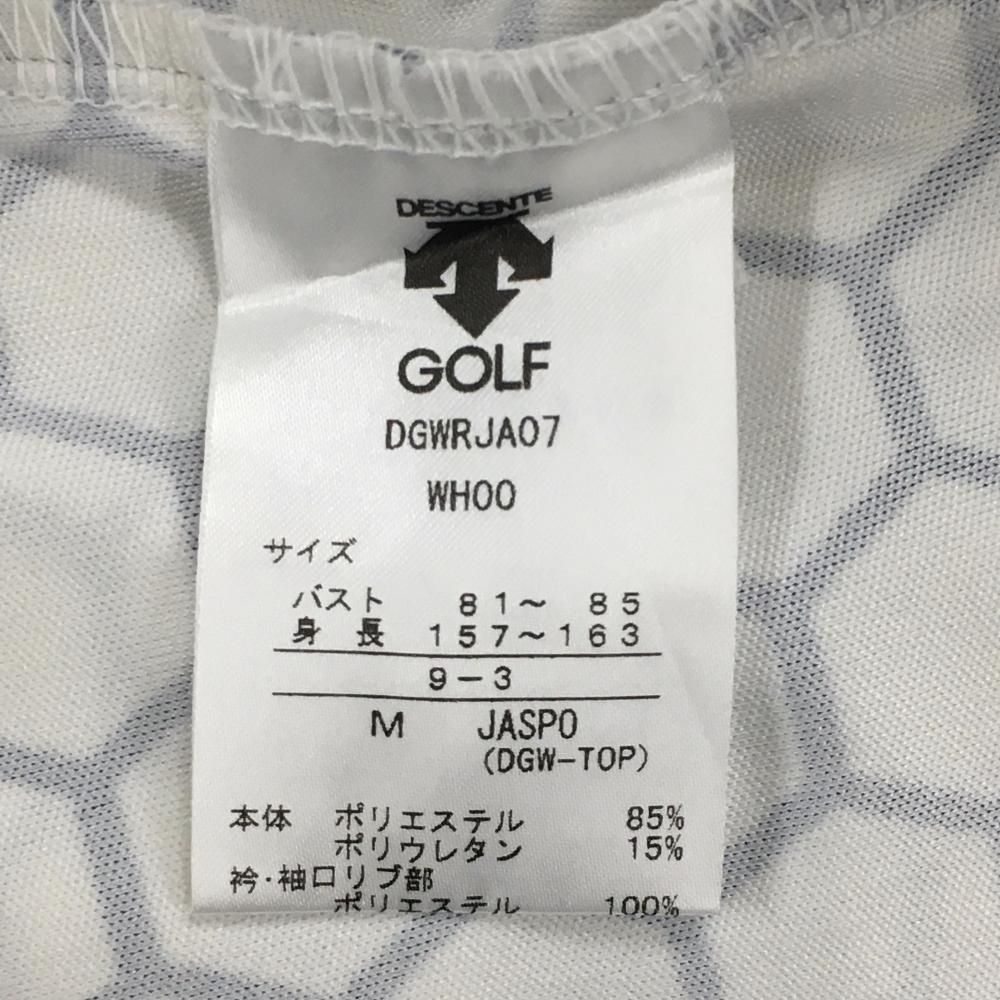 DESCENTE
GOLF
DGWRJA07
WH00
サイズ
バスト 81～ 85
身 長 157～163
9－3
M JASPO
(DGW-TOP)
本体 ポリエステル 85%
ポリウレタン 15%
衿・袖口リブ部
ポリエステル 100%